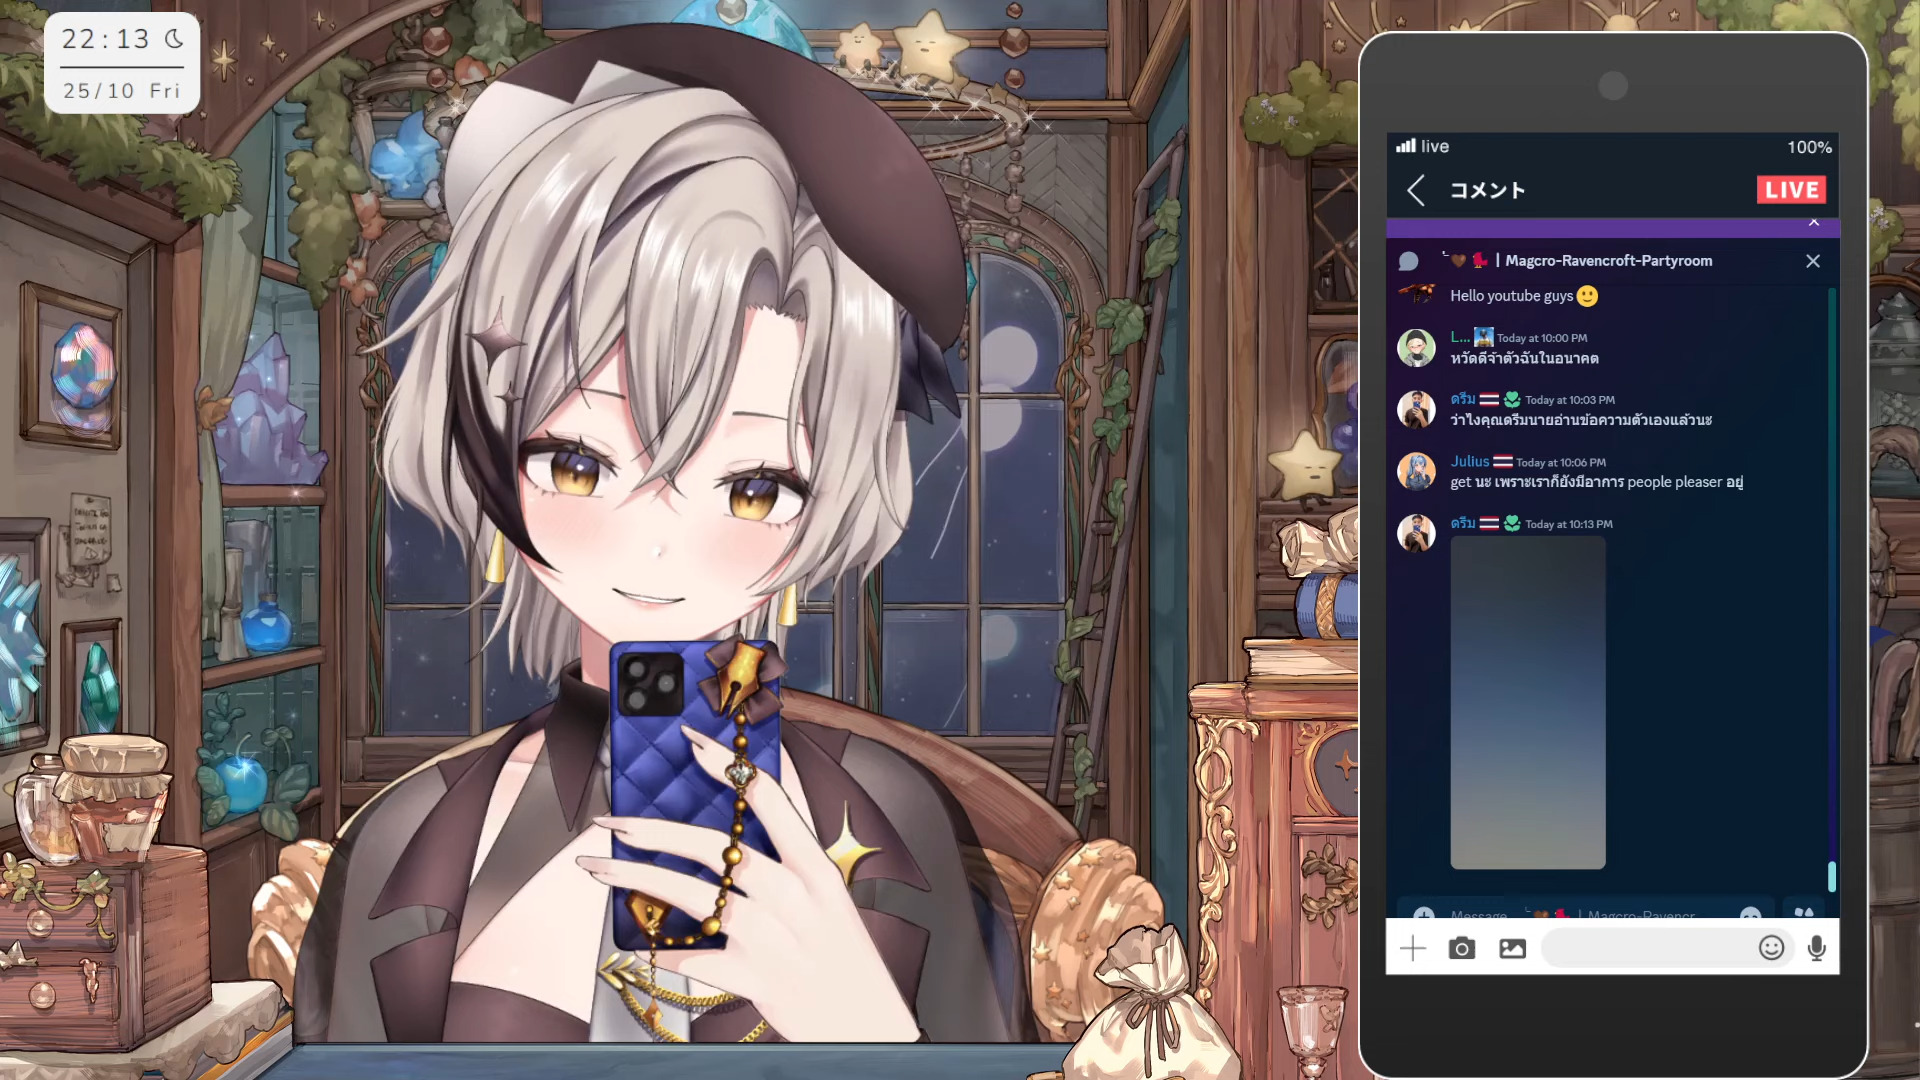 22:13
25/10 Fri
live
100%
コメント
LIVE
| Magcro-Ravencroft-Partyroom
Hello youtube guys
L... Today at 10:00 PM
หวัดดีจ้าตัวฉันในอนาคต
ดรีม Today at 10:03 PM
ว่าไงคุณดรีมนายอ่านข้อความตัวเองแล้วนะ
Julius Today at 10:06 PM
get นะ เพราะเราก็ยังมีอาการ people pleaser อยู่
ดรีม Today at 10:13 PM
Message | Magcro-Ravencr